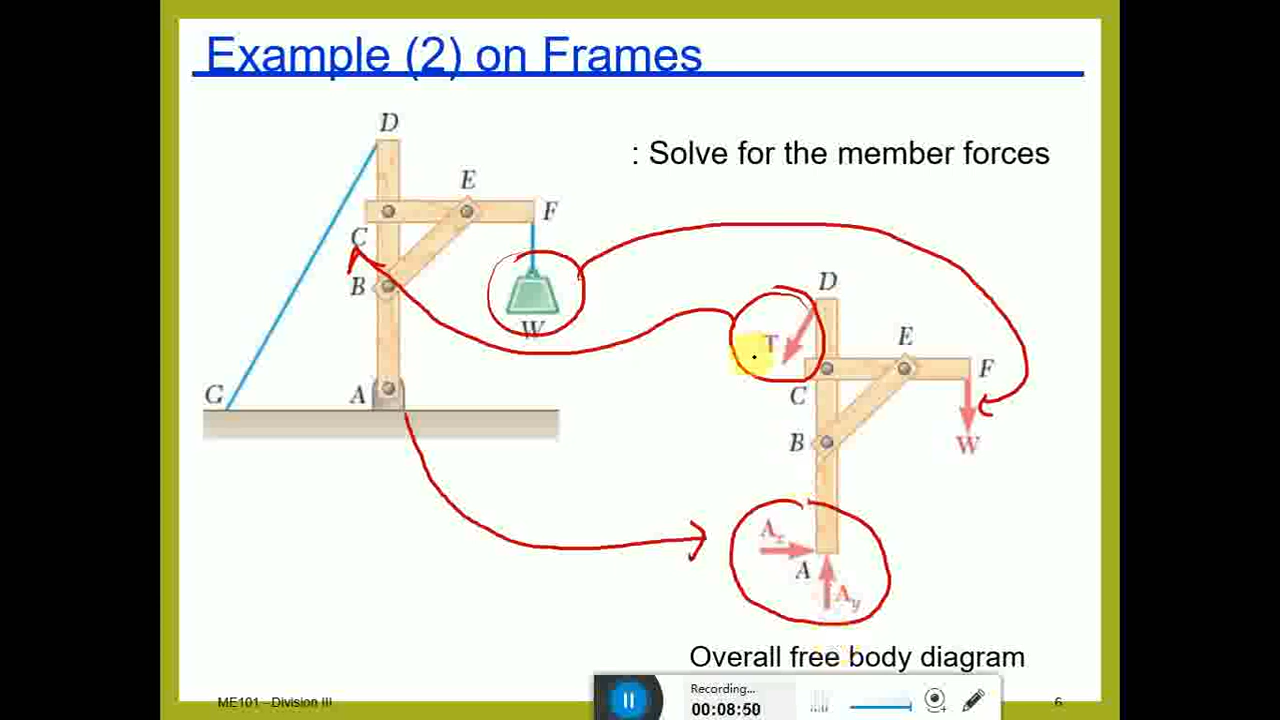 Example (2) on Frames
: Solve for the member forces
D
E
F
C
B
W
G
A
D
T
E
F
C
B
W
Ax
A
Ay
Overall free body diagram
Recording...
00:08:50
ME101 - Division III
6